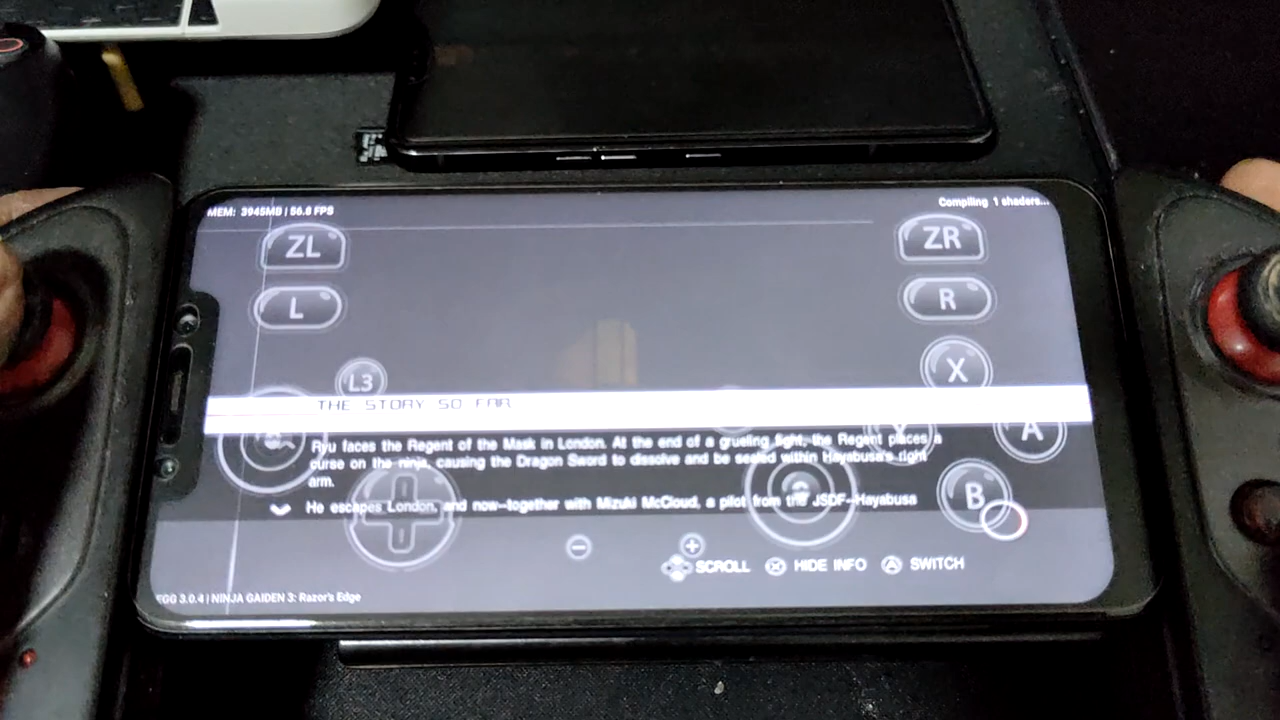 MEM: 3945MB | 56.8 FPS
Compiling 1 shaders...
ZL
ZR
L
R
L3
X
THE STORY SO FAR
Ryu faces the Regent of the Mask in London. At the end of a grueling fight, the Regent places a
curse on the ninja, causing the Dragon Sword to dissolve and be sealed within Hayabusa's right
arm.
A
He escapes London, and now--together with Mizuki McCloud, a pilot from the JSDF--Hayabusa
B
SCROLL
HIDE INFO
SWITCH
EGG 3.0.4 | NINJA GAIDEN 3: Razor's Edge